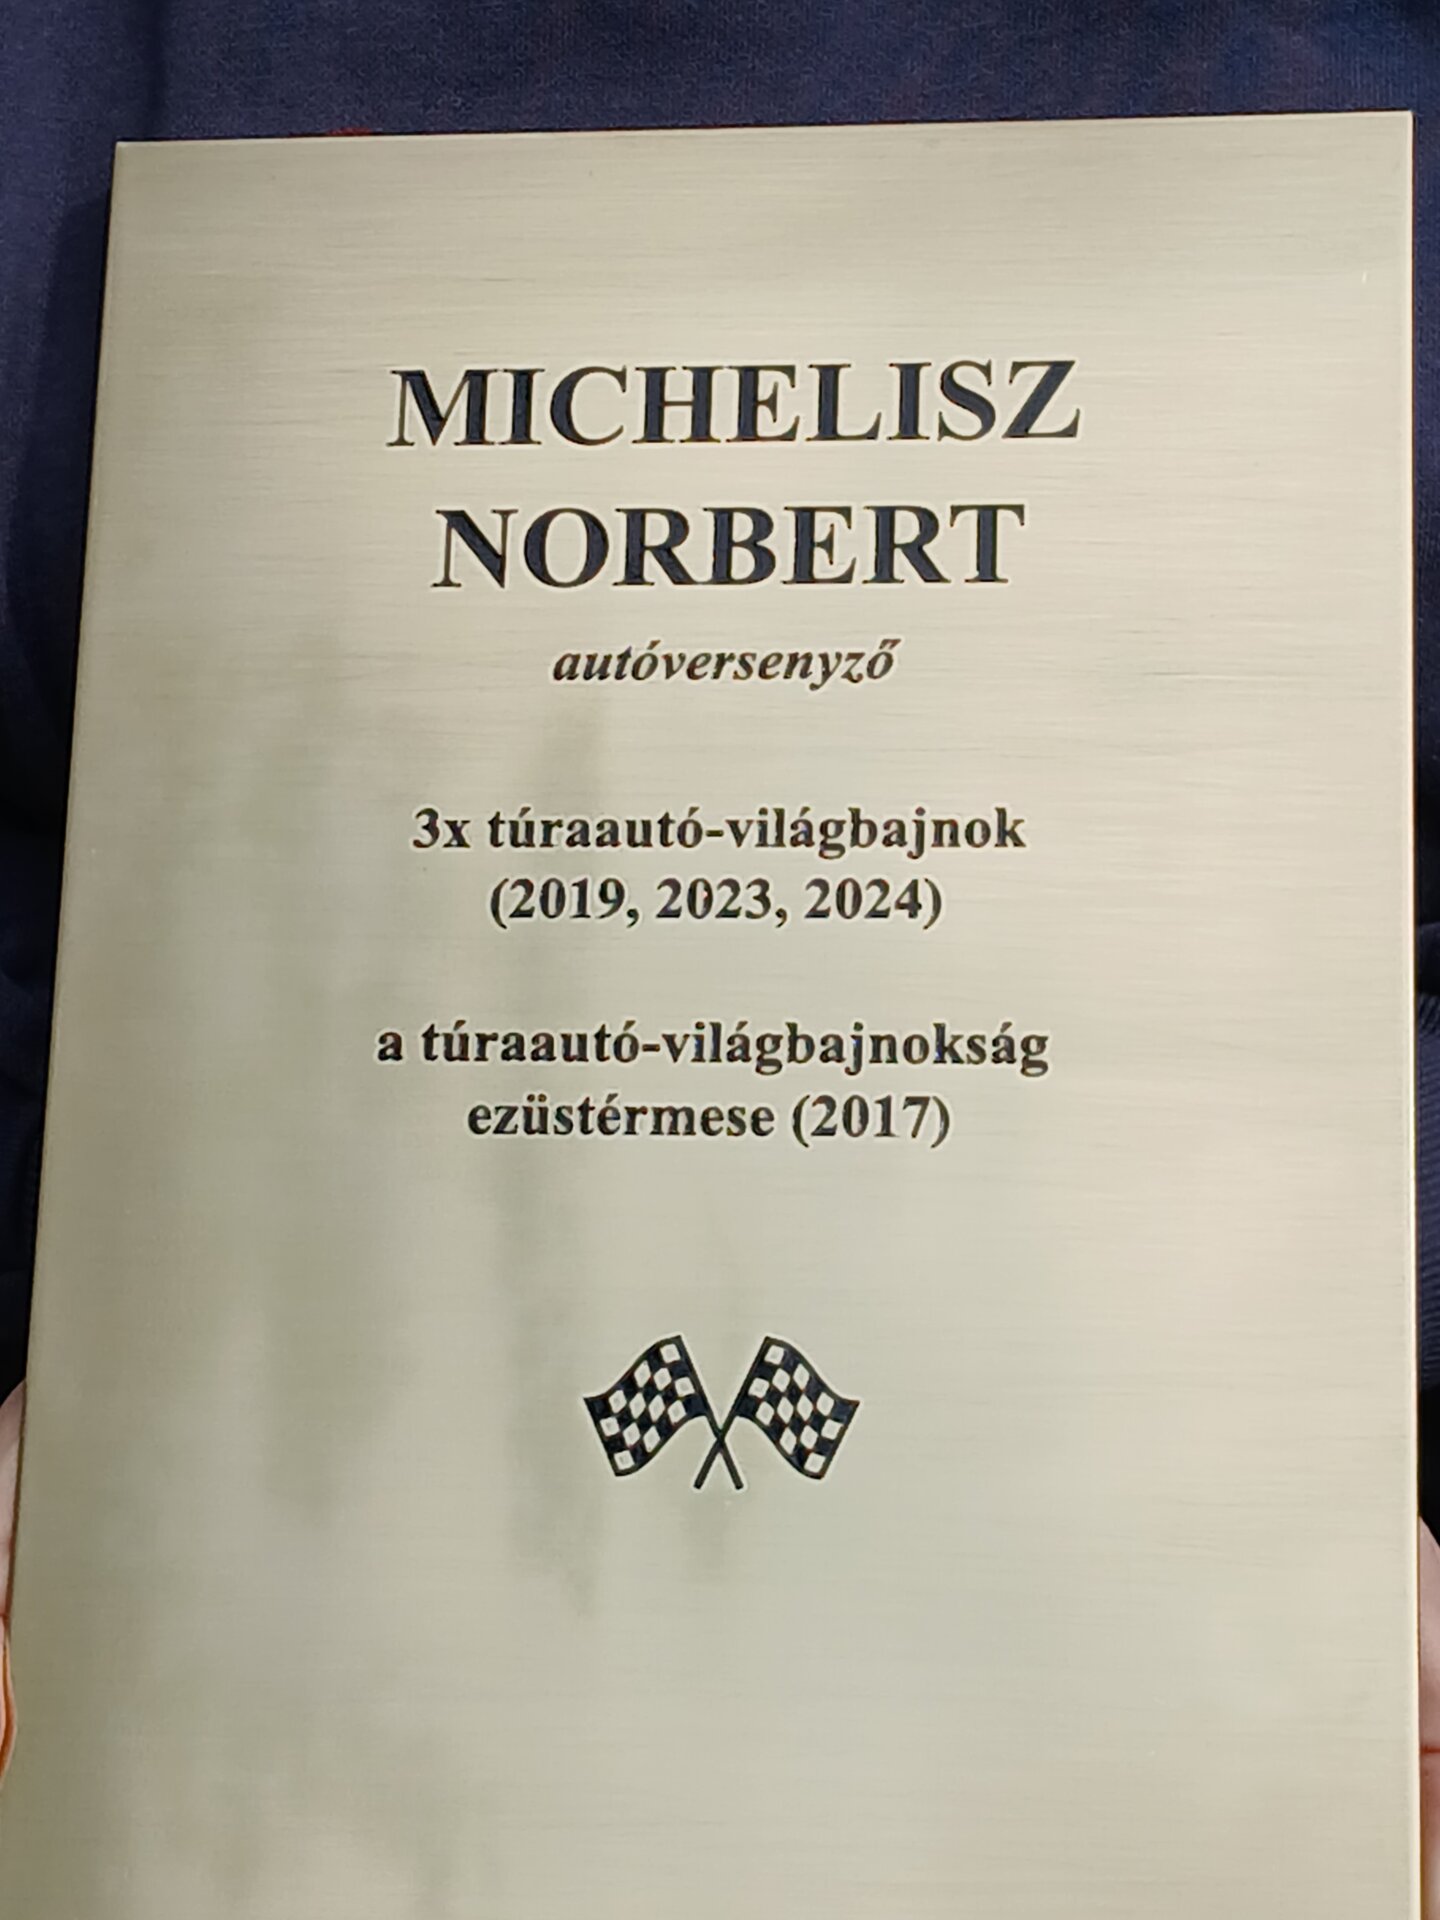 MICHELISZ
NORBERT
autóversenyző
3x túraautó-világbajnok
(2019, 2023, 2024)
a túraautó-világbajnokság
ezüstérmese (2017)